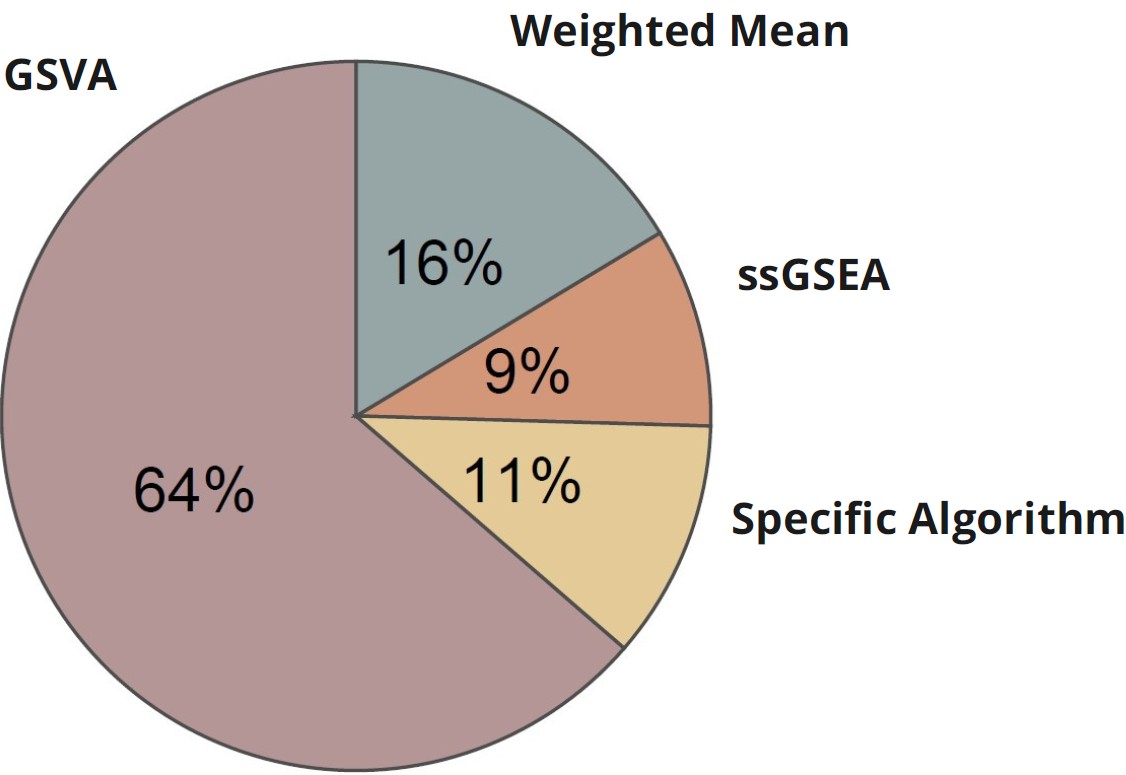 Weighted Mean
GSVA
16%
ssGSEA
9%
11%
64%
Specific Algorithm